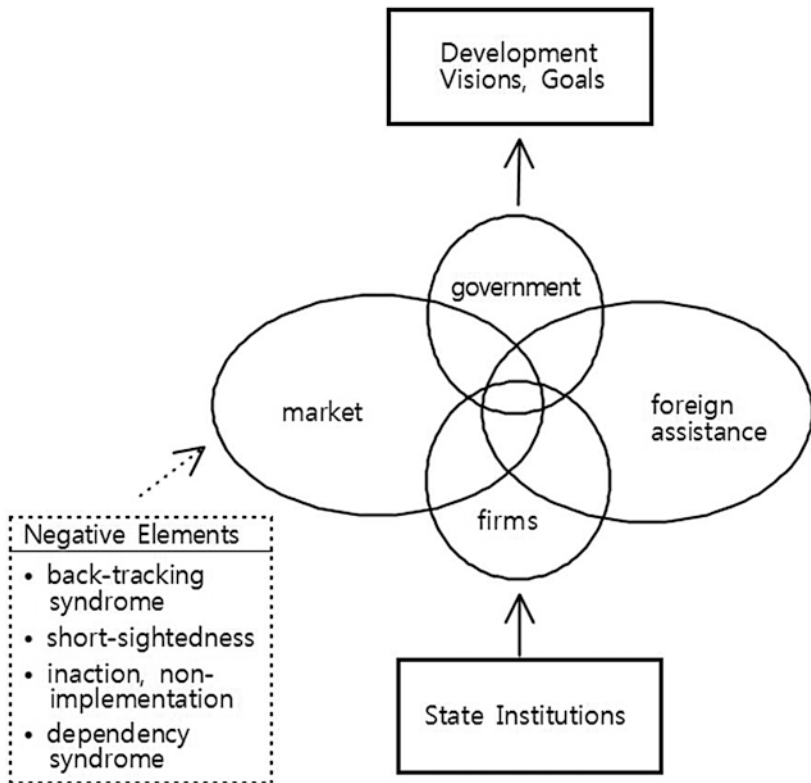 Development
Visions, Goals
government
market
foreign
assistance
firms
Negative Elements
• back-tracking
syndrome
• short-sightedness
• inaction, non-
implementation
• dependency
syndrome
State Institutions